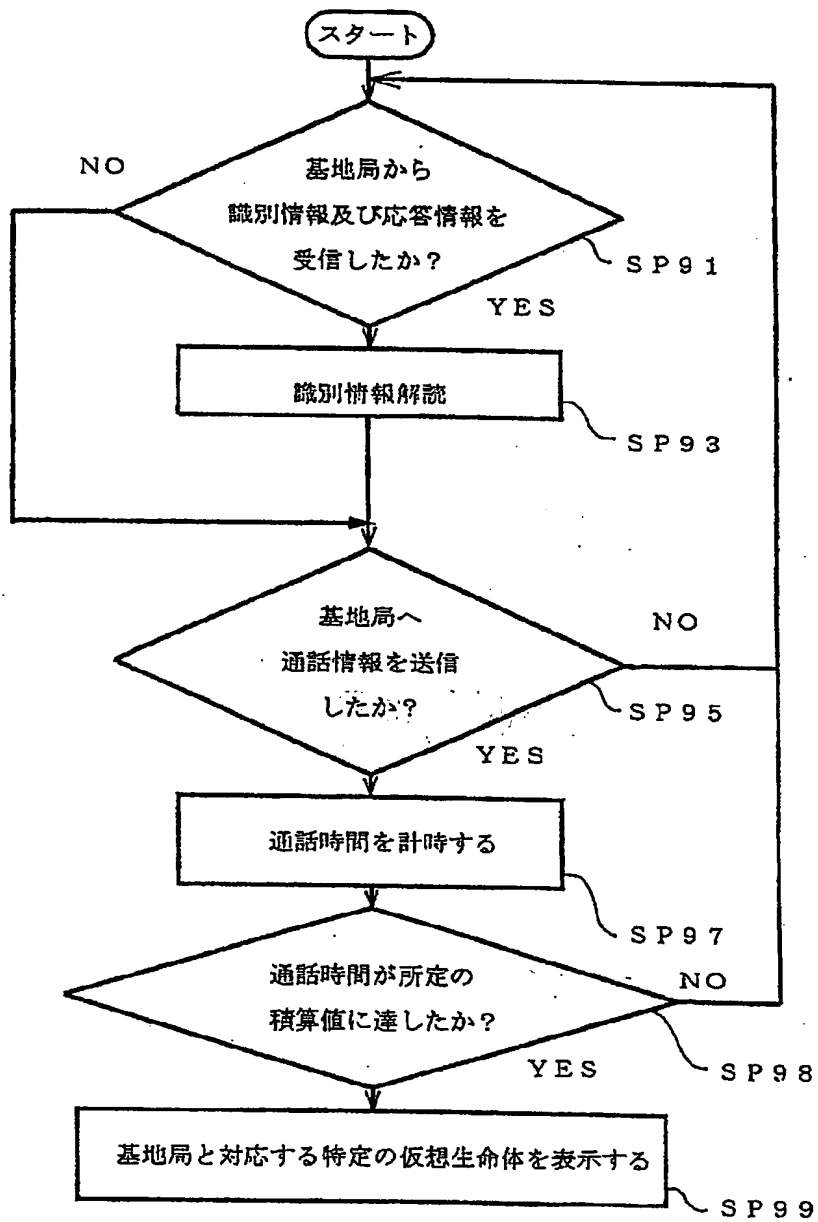 スタート
NO
基地局から
識別情報及び応答情報を
受信したか?
SP91
YES
識別情報解読
SP93
基地局へ
通話情報を送信
したか?
NO
SP95
YES
通話時間を計時する
SP97
通話時間が所定の
積算値に達したか?
NO
SP98
YES
基地局と対応する特定の仮想生命体を表示する
SP99